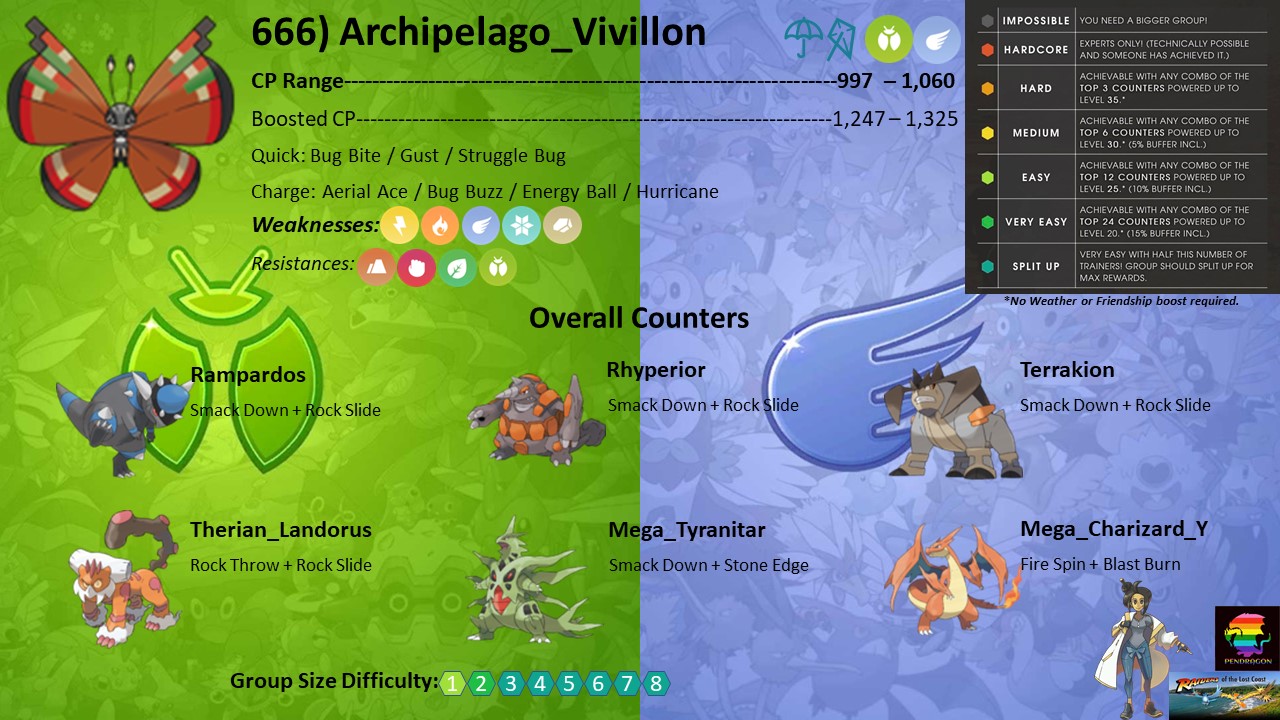 666) Archipelago_Vivillon
CP Range----------------------------------------------------------------------997 – 1,060
Boosted CP--------------------------------------------------------------------1,247 – 1,325
Quick: Bug Bite / Gust / Struggle Bug
Charge: Aerial Ace / Bug Buzz / Energy Ball / Hurricane
Weaknesses:
Resistances:
IMPOSSIBLE YOU NEED A BIGGER GROUP!
HARDCORE EXPERTS ONLY! (TECHNICALLY POSSIBLE
AND SOMEONE HAS ACHIEVED IT.)
HARD ACHIEVABLE WITH ANY COMBO OF THE
TOP 3 COUNTERS POWERED UP TO
LEVEL 35.*
MEDIUM ACHIEVABLE WITH ANY COMBO OF THE
TOP 6 COUNTERS POWERED UP TO
LEVEL 30.* (5% BUFFER INCL.)
EASY ACHIEVABLE WITH ANY COMBO OF THE
TOP 12 COUNTERS POWERED UP TO
LEVEL 25.* (10% BUFFER INCL.)
VERY EASY ACHIEVABLE WITH ANY COMBO OF THE
TOP 24 COUNTERS POWERED UP TO
LEVEL 20.* (15% BUFFER INCL.)
SPLIT UP VERY EASY WITH HALF THIS NUMBER OF
TRAINERS! GROUP SHOULD SPLIT UP FOR
MAX REWARDS.
*No Weather or Friendship boost required.
Overall Counters
Rampardos
Smack Down + Rock Slide
Rhyperior
Smack Down + Rock Slide
Terrakion
Smack Down + Rock Slide
Therian_Landorus
Rock Throw + Rock Slide
Mega_Tyranitar
Smack Down + Stone Edge
Mega_Charizard_Y
Fire Spin + Blast Burn
Group Size Difficulty: 1 2 3 4 5 6 7 8
PENDRAGON
RAIDERS of the Lost Coast